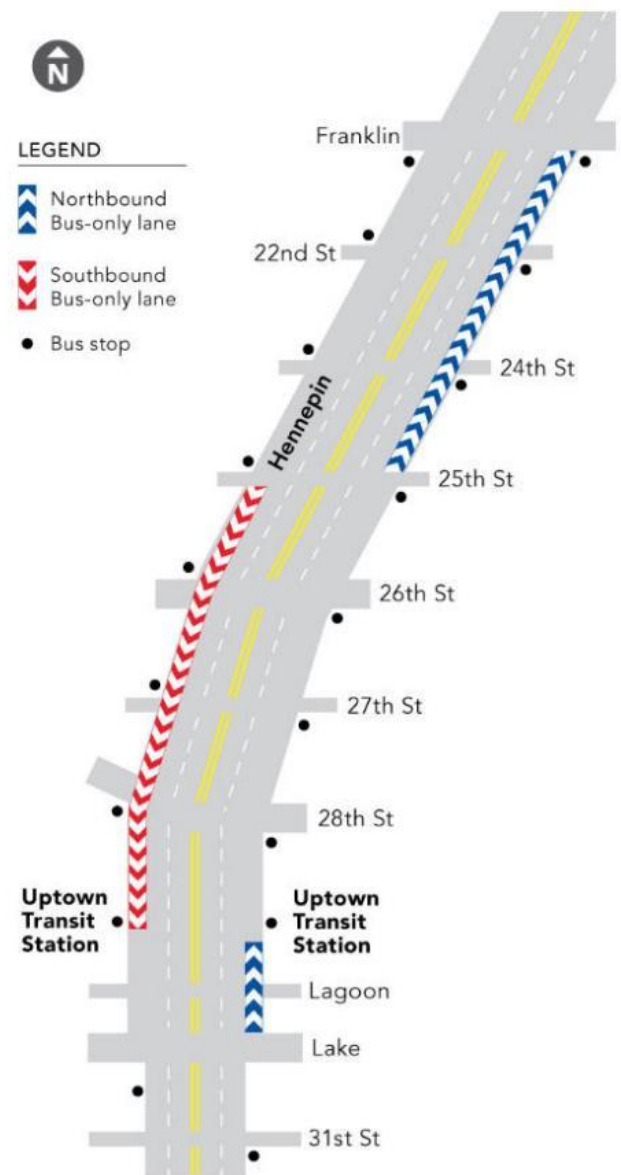 N
LEGEND
Northbound
Bus-only lane
Southbound
Bus-only lane
Bus stop
Franklin
22nd St
24th St
Hennepin
25th St
26th St
27th St
28th St
Uptown
Transit
Station
Uptown
Transit
Station
Lagoon
Lake
31st St